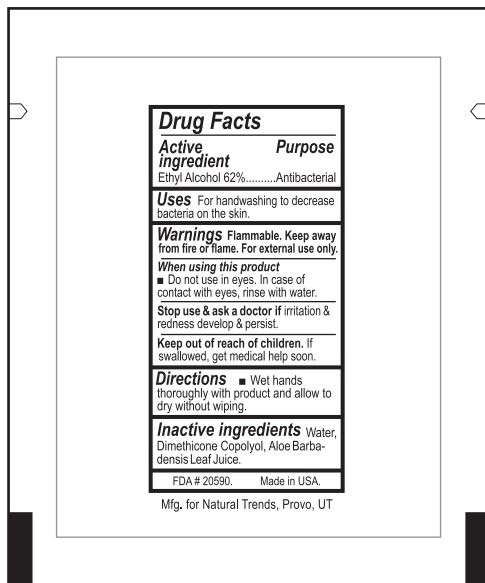 Drug Facts
Active ingredient Purpose
Ethyl Alcohol 62%..........Antibacterial
Uses For handwashing to decrease
bacteria on the skin.
Warnings Flammable. Keep away
from fire or flame. For external use only.
When using this product
■ Do not use in eyes. In case of
contact with eyes, rinse with water.
Stop use & ask a doctor if irritation &
redness develop & persist.
Keep out of reach of children. If
swallowed, get medical help soon.
Directions ■ Wet hands
thoroughly with product and allow to
dry without wiping.
Inactive ingredients Water,
Dimethicone Copolyol, Aloe Barba-
densis Leaf Juice.
FDA # 20590. Made in USA.
Mfg. for Natural Trends, Provo, UT